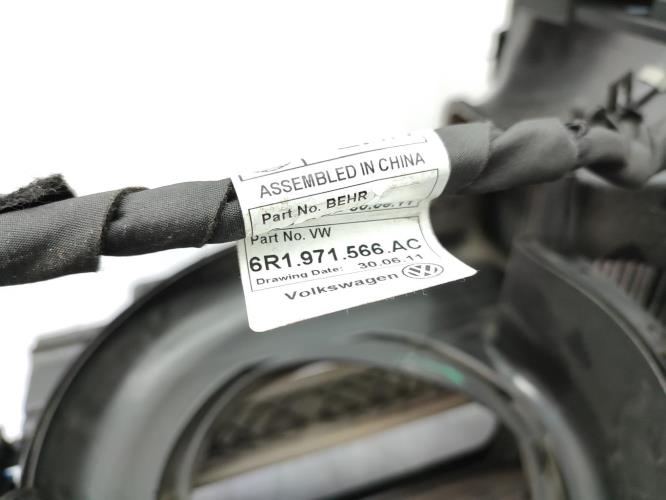 ASSEMBLED IN CHINA
Part No. BEHR
Part No. VW
6R1.971.566.AC
Drawing Date: 30.06.11
Volkswagen